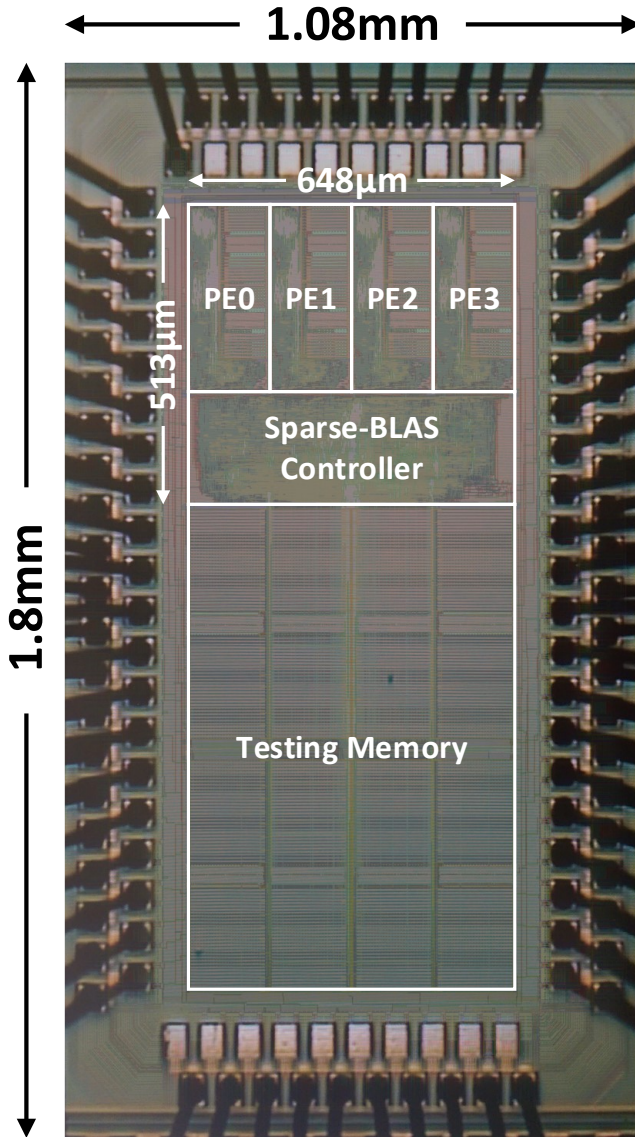 1.08mm
648µm
PE0 PE1 PE2 PE3
513µm
Sparse-BLAS
Controller
1.8mm
Testing Memory